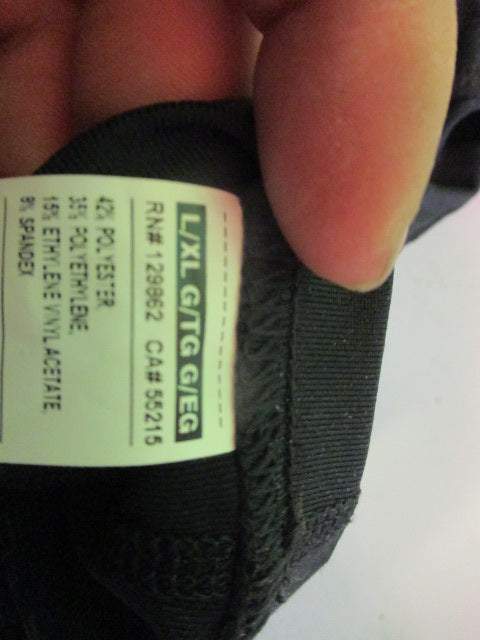 L/XL G/TG G/EG
RN# 129862 CA# 55215
42% POLYESTER
35% POLYETHYLENE,
15% ETHYLENE VINYL ACETATE,
8% SPANDEX